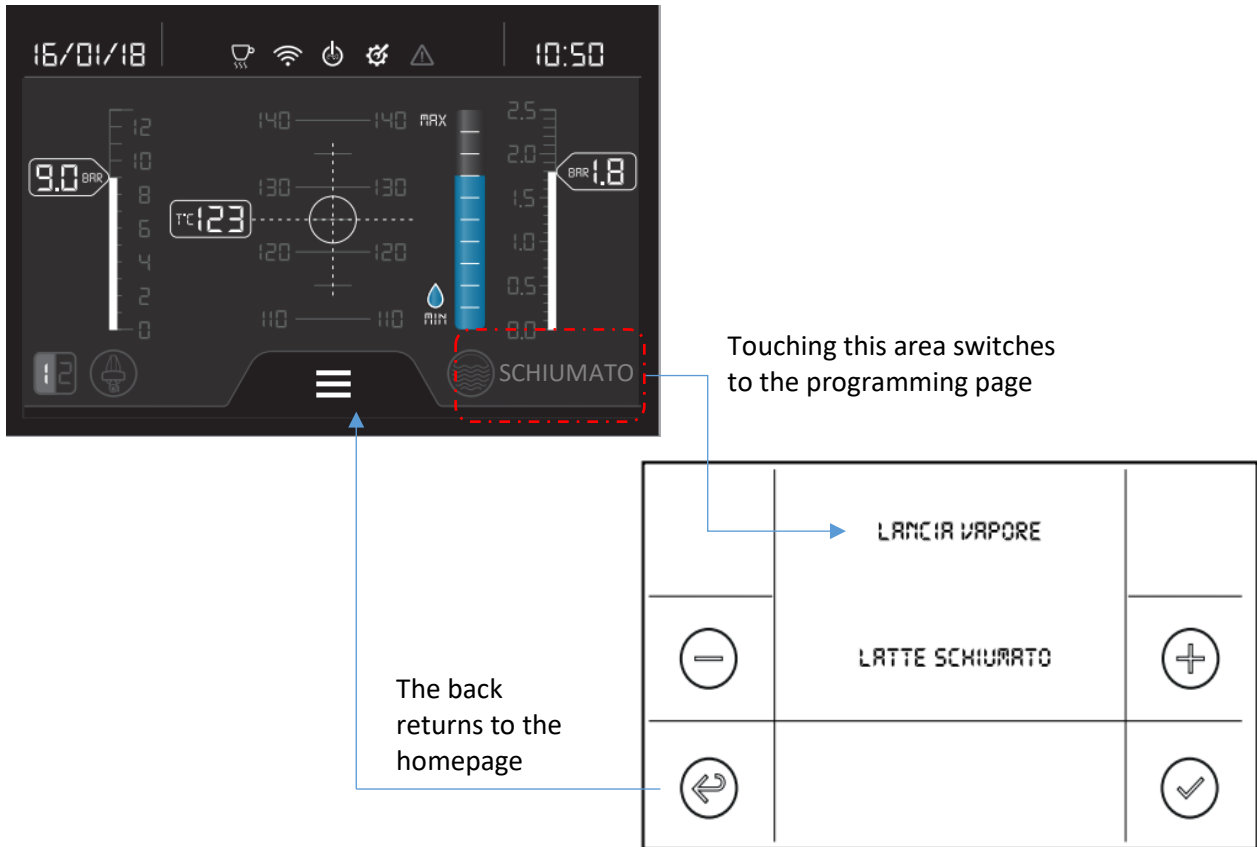 16/01/18
10:50
12
10
8
6
4
2
0
9.0 BAR
140 140
130 130
120 120
110 110
T°C 123
MAX
MIN
2.5
2.0
1.5
1.0
0.5
0.0
BAR 1.8
1 2
SCHIUMATO
Touching this area switches
to the programming page
LANCIA VAPORE
LATTE SCHIUMATO
The back
returns to the
homepage